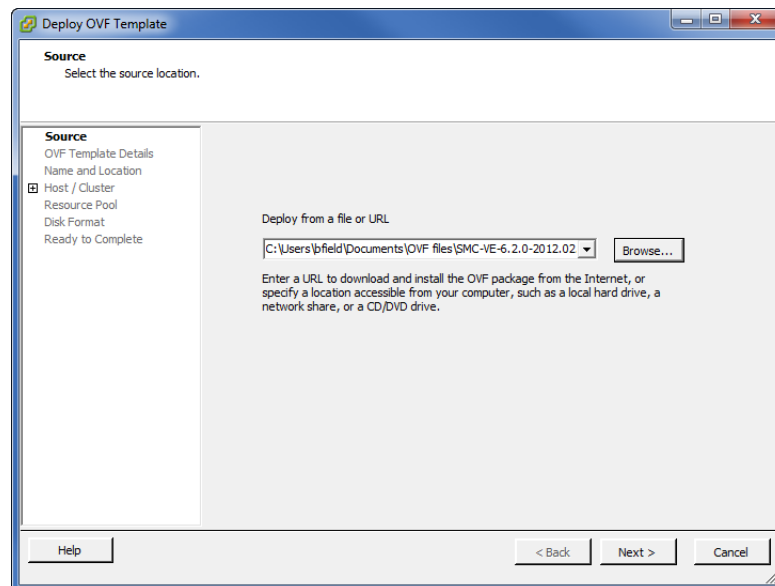 Deploy OVF Template
Source
Select the source location.
Source
OVF Template Details
Name and Location
Host / Cluster
Resource Pool
Disk Format
Ready to Complete
Deploy from a file or URL
C:\Users\bfield\Documents\OVF files\SMC-VE-6.2.0-2012.02
Browse...
Enter a URL to download and install the OVF package from the Internet, or
specify a location accessible from your computer, such as a local hard drive, a
network share, or a CD/DVD drive.
Help
< Back
Next >
Cancel